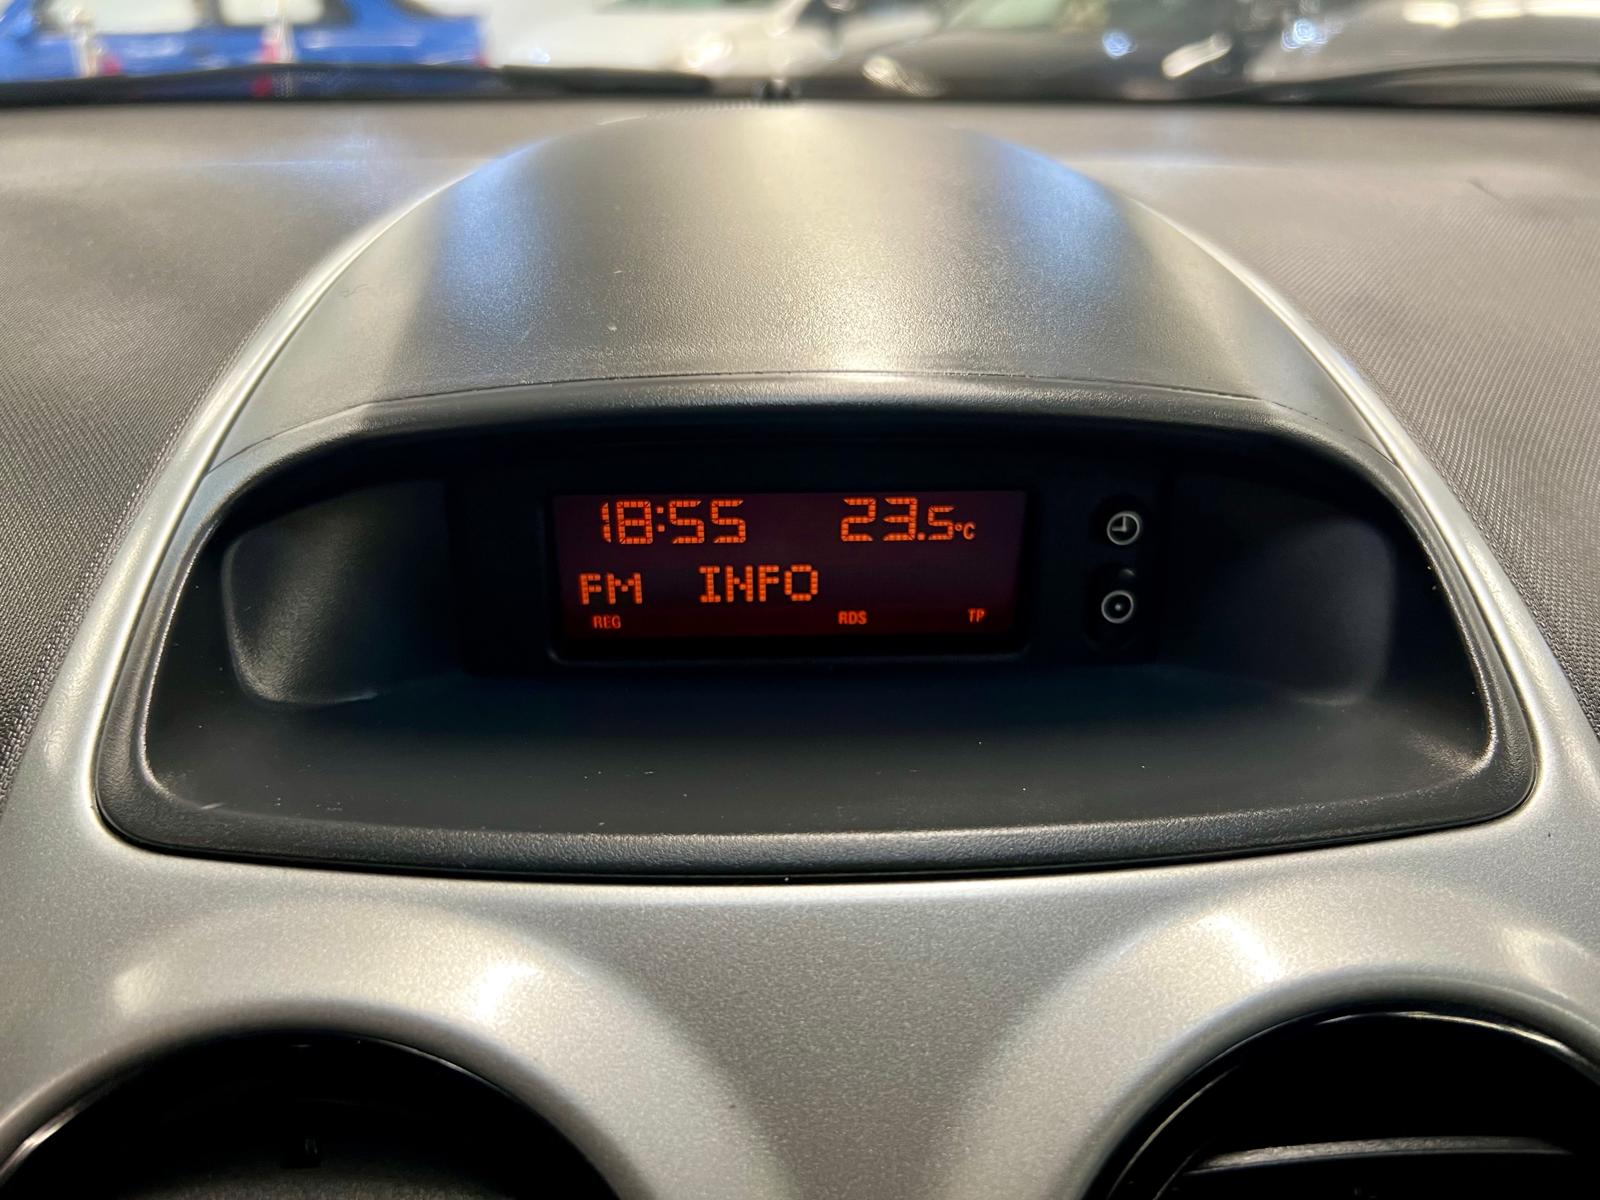 18:55 23.5°C
FM INFO
REG RDS TP